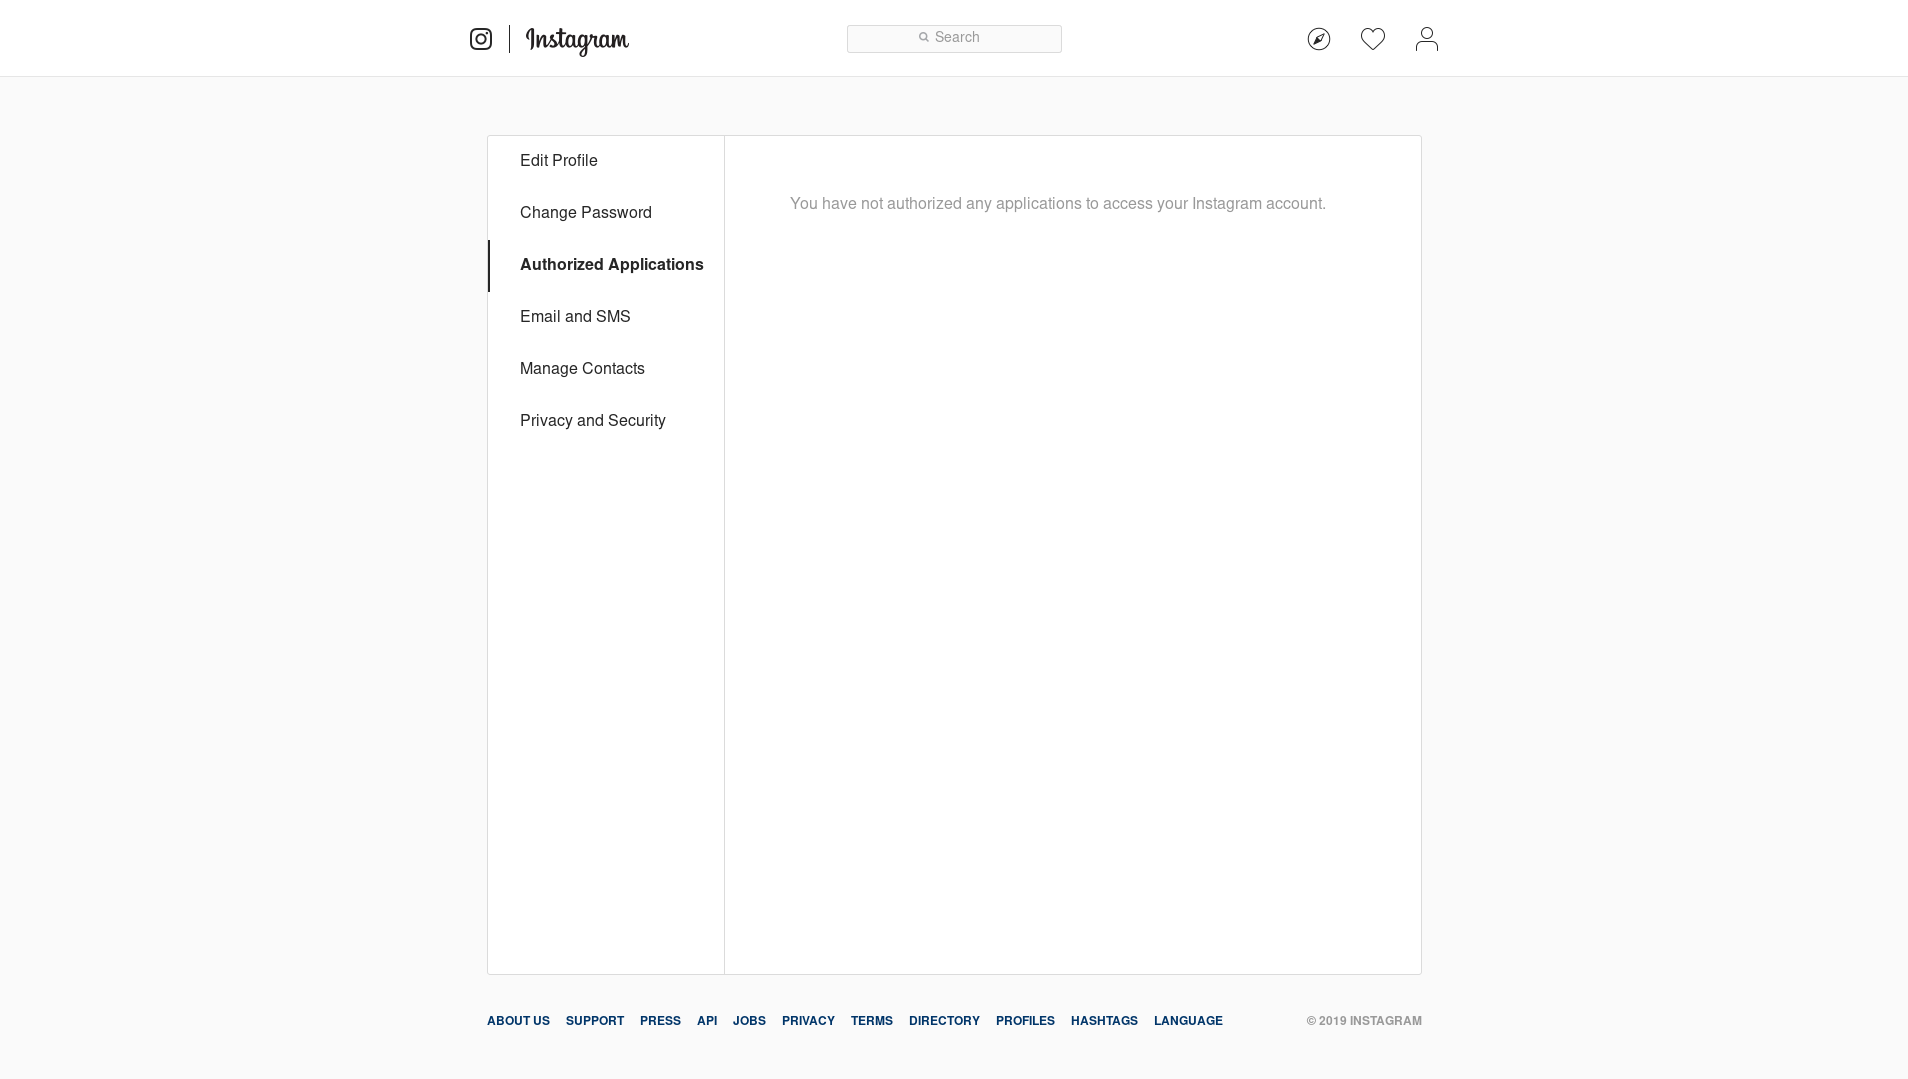 Instagram
Search
Edit Profile
Change Password
Authorized Applications
Email and SMS
Manage Contacts
Privacy and Security
You have not authorized any applications to access your Instagram account.
ABOUT US SUPPORT PRESS API JOBS PRIVACY TERMS DIRECTORY PROFILES HASHTAGS LANGUAGE © 2019 INSTAGRAM